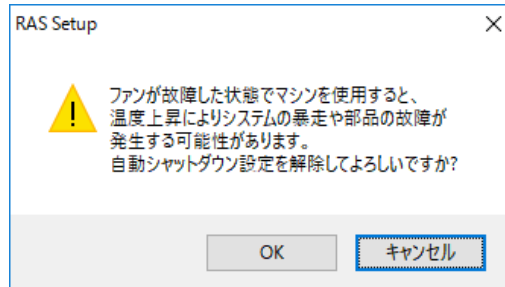 RAS Setup
ファンが故障した状態でマシンを使用すると、
温度上昇によりシステムの暴走や部品の故障が
発生する可能性があります。
自動シャットダウン設定を解除してよろしいですか?
OK
キャンセル